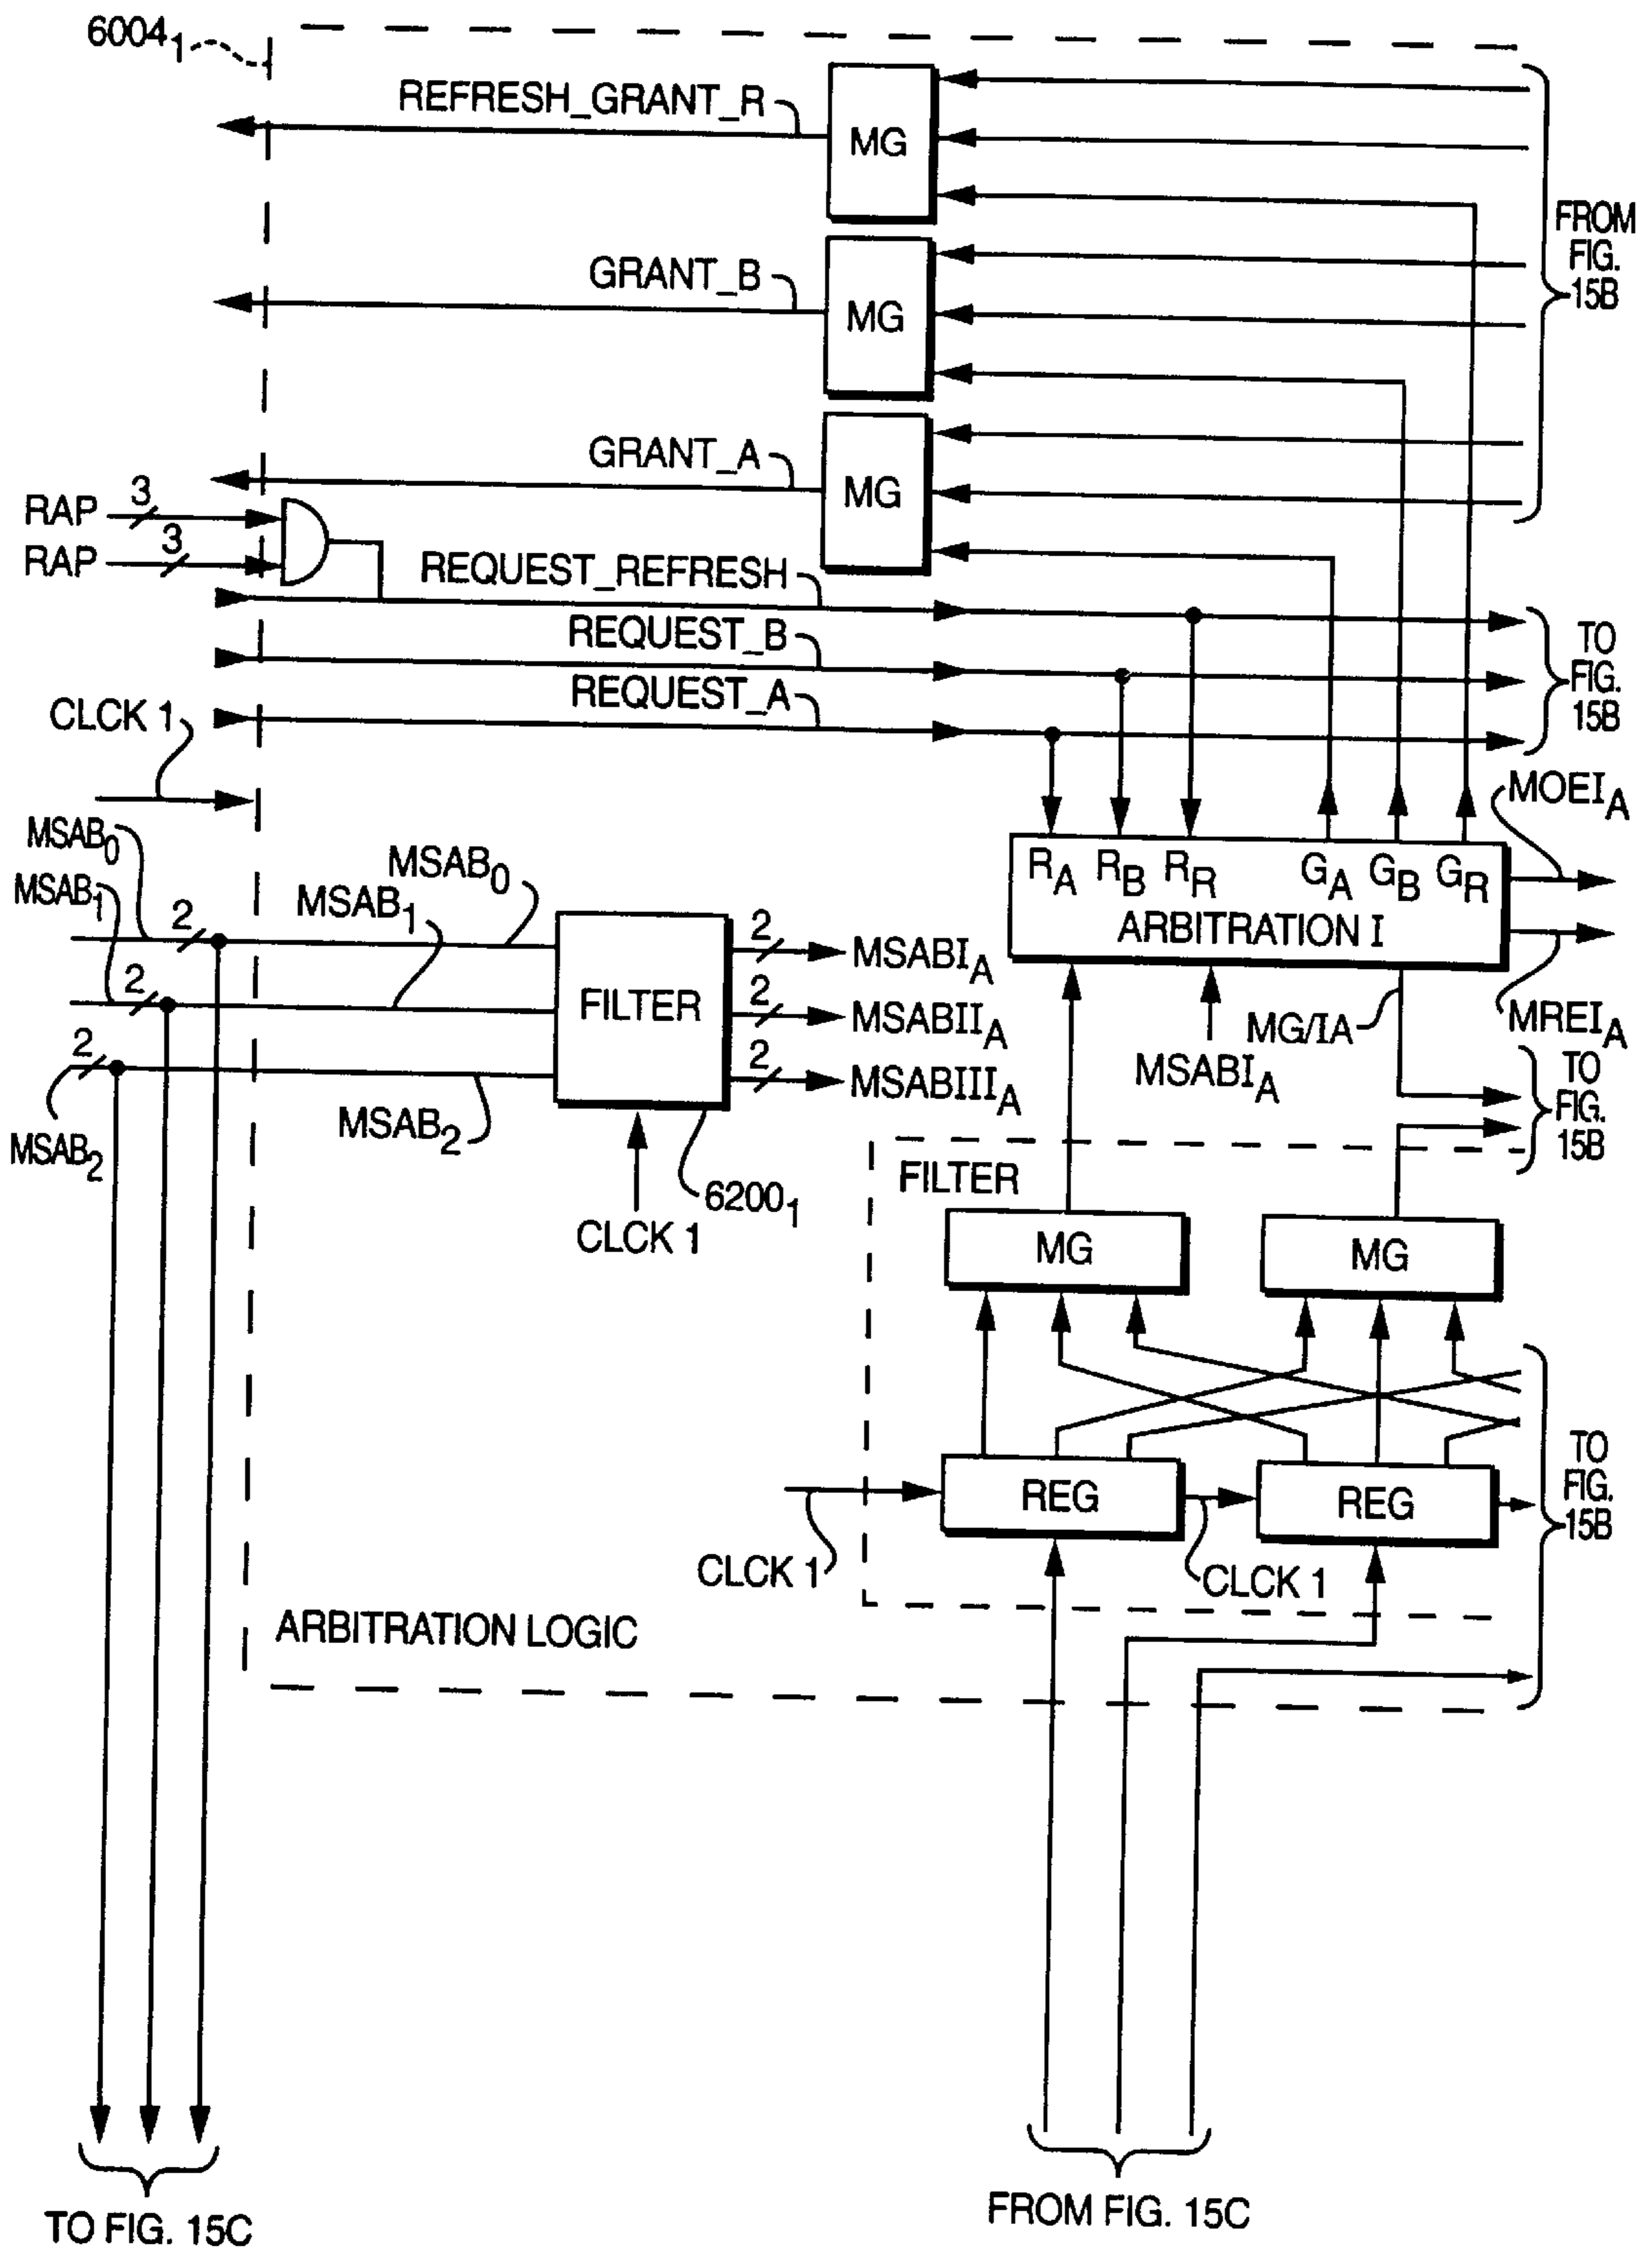 6004₁
REFRESH_GRANT_R
MG
FROM
FIG.
15B
GRANT_B
MG
GRANT_A
MG
RAP 3
RAP 3
REQUEST_REFRESH
REQUEST_B
REQUEST_A
TO
FIG.
15B
CLCK 1
MOEI_A
MSAB₀
MSAB₁
2
2
2
MSAB₂
MSAB₀
MSAB₁
MSAB₂
FILTER
2
MSABI_A
2
MSABII_A
2
MSABIII_A
6200₁
CLCK 1
R_A R_B R_R G_A G_B G_R
ARBITRATION I
MREI_A
MG/IA
MSABI_A
TO
FIG.
15B
FILTER
MG
MG
REG
REG
CLCK 1
CLCK 1
TO
FIG.
15B
ARBITRATION LOGIC
TO FIG. 15C
FROM FIG. 15C